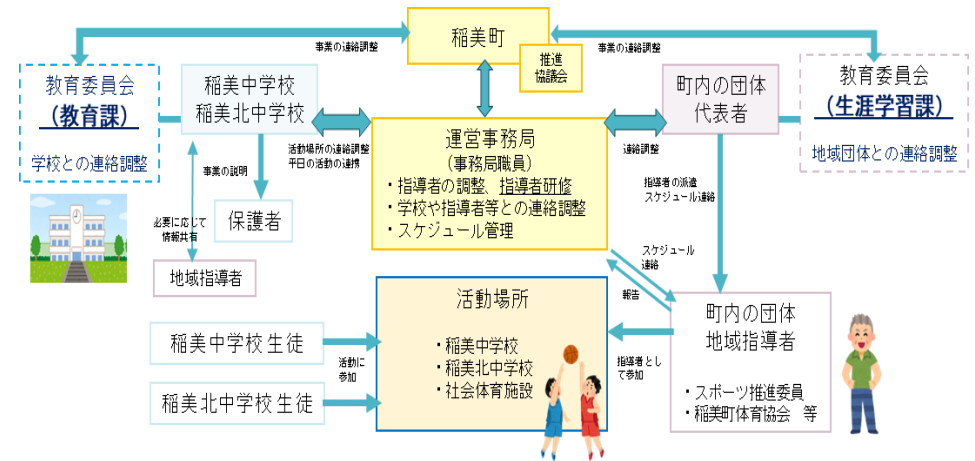 稲美町
推進
協議会
事業の連絡調整
事業の連絡調整
教育委員会
（教育課）
学校との連絡調整
稲美中学校
稲美北中学校
活動場所の連絡調整
平日の活動の連携
運営事務局
（事務局職員）
・指導者の調整、指導者研修
・学校や指導者等との連絡調整
・スケジュール管理
連絡調整
町内の団体
代表者
教育委員会
（生涯学習課）
地域団体との連絡調整
事業の説明
保護者
必要に応じて
情報共有
地域指導者
指導者の派遣
スケジュール連絡
スケジュール
連絡
報告
稲美中学校生徒
稲美北中学校生徒
活動に
参加
活動場所
・稲美中学校
・稲美北中学校
・社会体育施設
指導者とし
て参加
町内の団体
地域指導者
・スポーツ推進委員
・稲美町体育協会　等